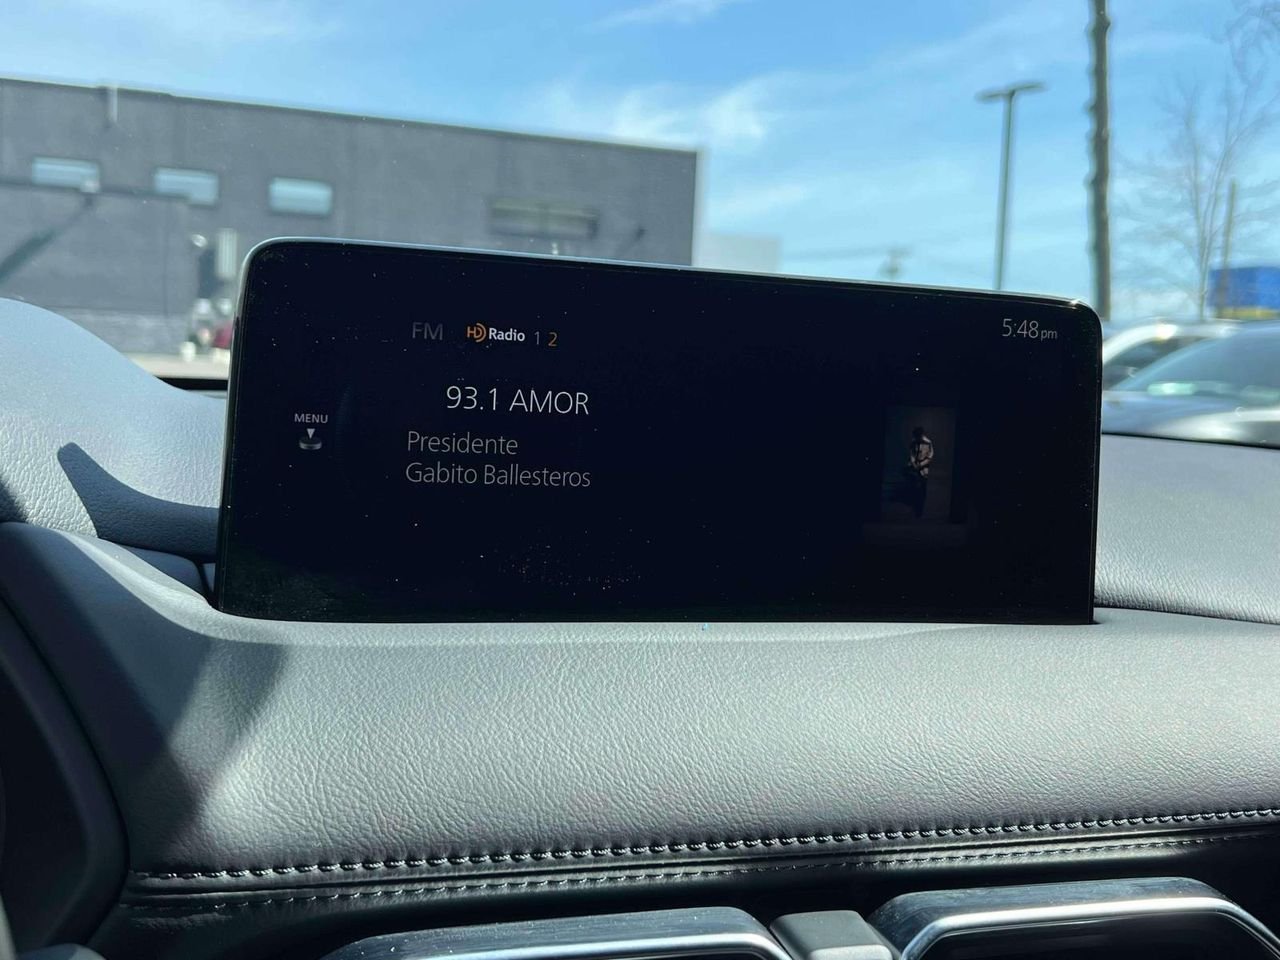 FM HD Radio 1 2
5:48 pm
93.1 AMOR
MENU
Presidente
Gabito Ballesteros